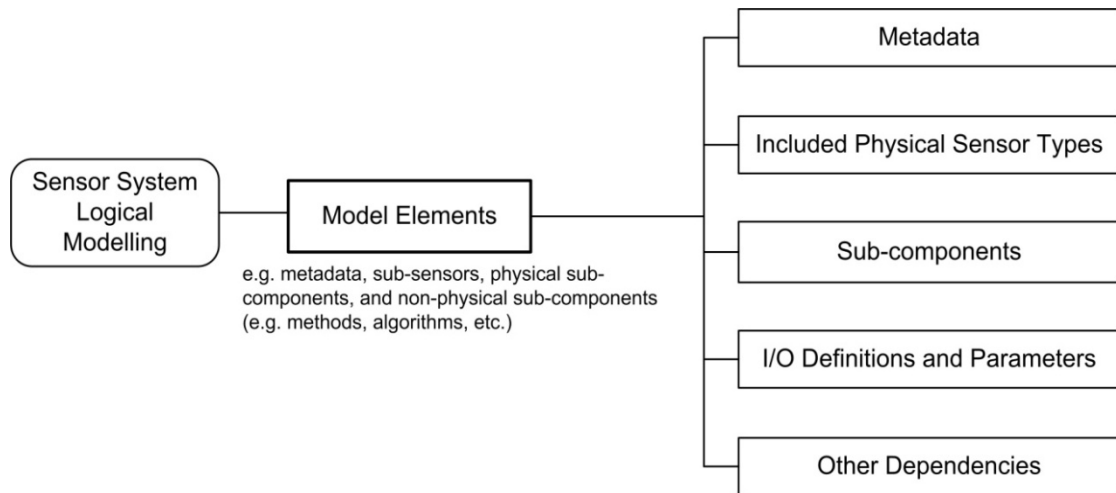 Sensor System
Logical
Modelling
Model Elements
e.g. metadata, sub-sensors, physical sub-
components, and non-physical sub-components
(e.g. methods, algorithms, etc.)
Metadata
Included Physical Sensor Types
Sub-components
I/O Definitions and Parameters
Other Dependencies